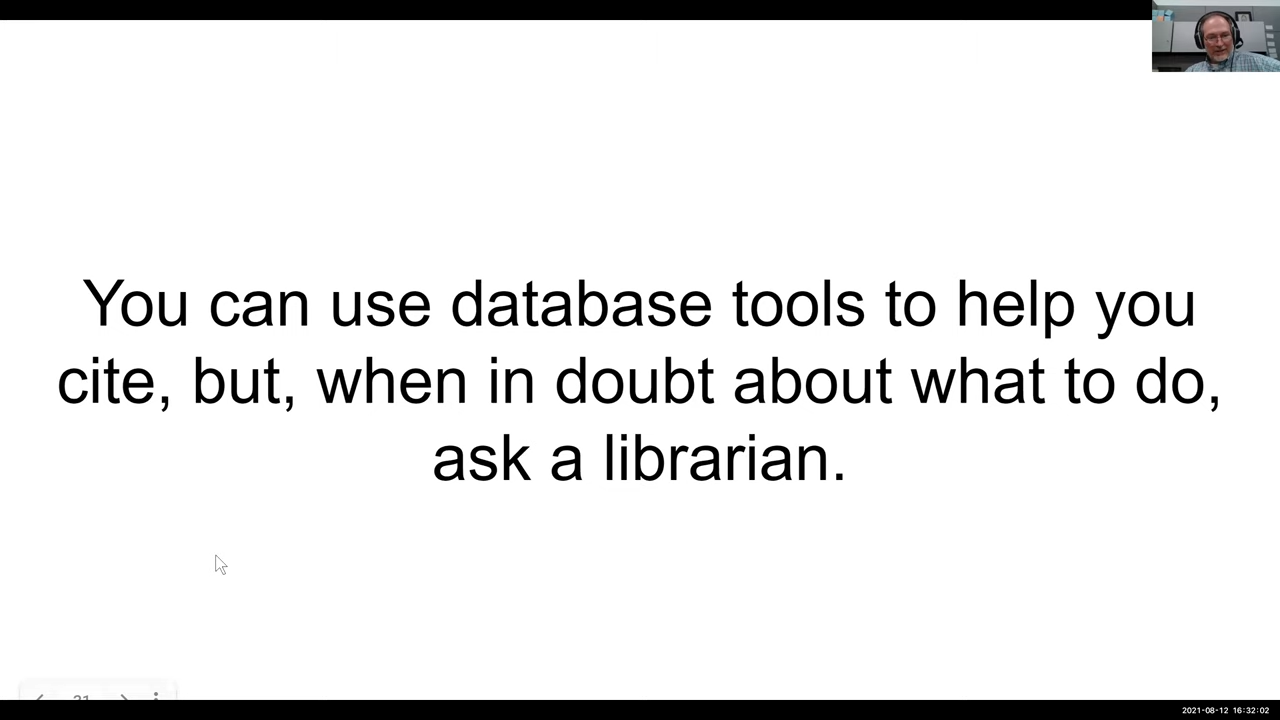 You can use database tools to help you
cite, but, when in doubt about what to do,
ask a librarian.
2021-08-12 16:32:02